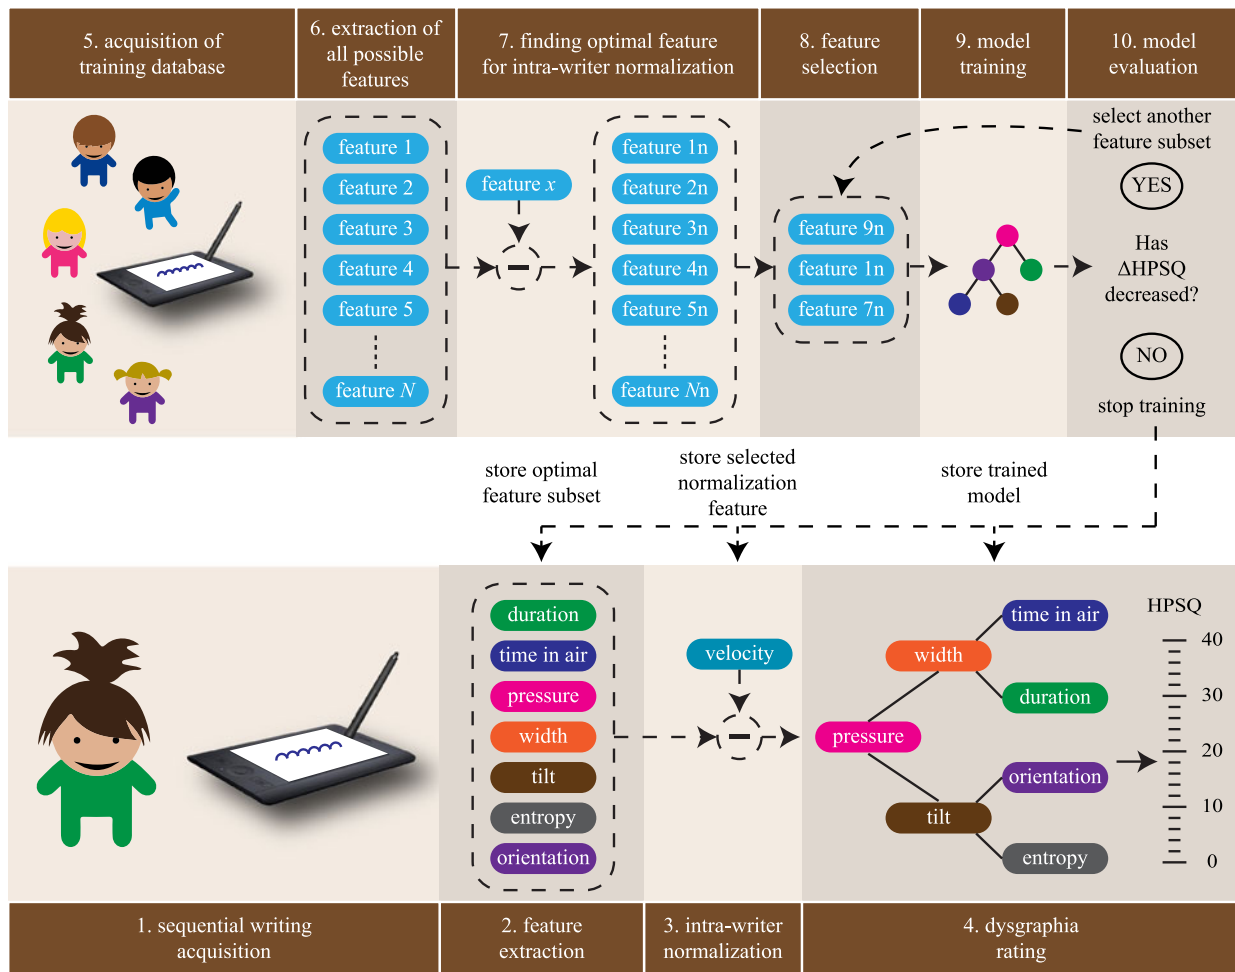 5. acquisition of
training database
6. extraction of
all possible
features
7. finding optimal feature
for intra-writer normalization
8. feature
selection
9. model
training
10. model
evaluation
feature 1
feature 2
feature 3
feature 4
feature 5
feature N
feature x
feature 1n
feature 2n
feature 3n
feature 4n
feature 5n
feature Nn
feature 9n
feature 1n
feature 7n
select another
feature subset
YES
Has
ΔHPSQ
decreased?
NO
stop training
store optimal
feature subset
store selected
normalization
feature
store trained
model
duration
time in air
pressure
width
tilt
entropy
orientation
velocity
pressure
width
tilt
time in air
duration
orientation
entropy
HPSQ
40
30
20
10
0
1. sequential writing
acquisition
2. feature
extraction
3. intra-writer
normalization
4. dysgraphia
rating